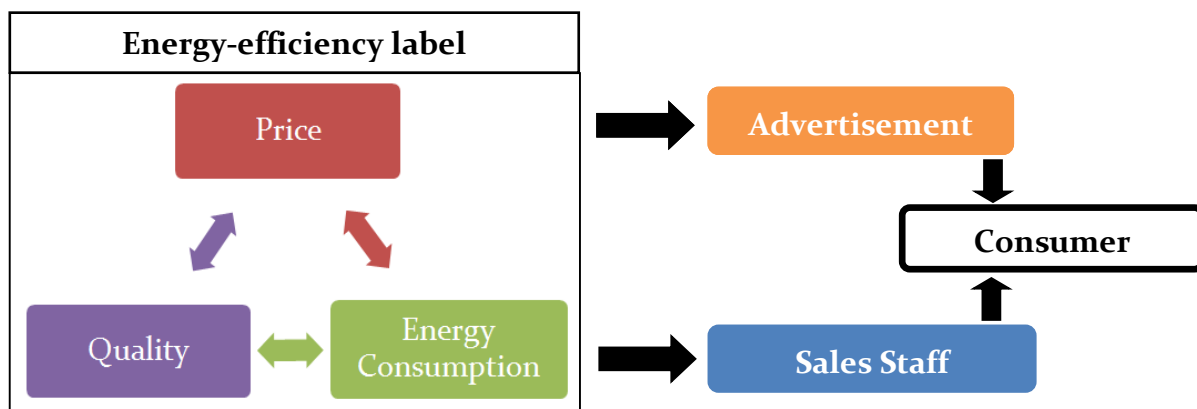 Energy-efficiency label
Price
Advertisement
Consumer
Quality
Energy
Consumption
Sales Staff